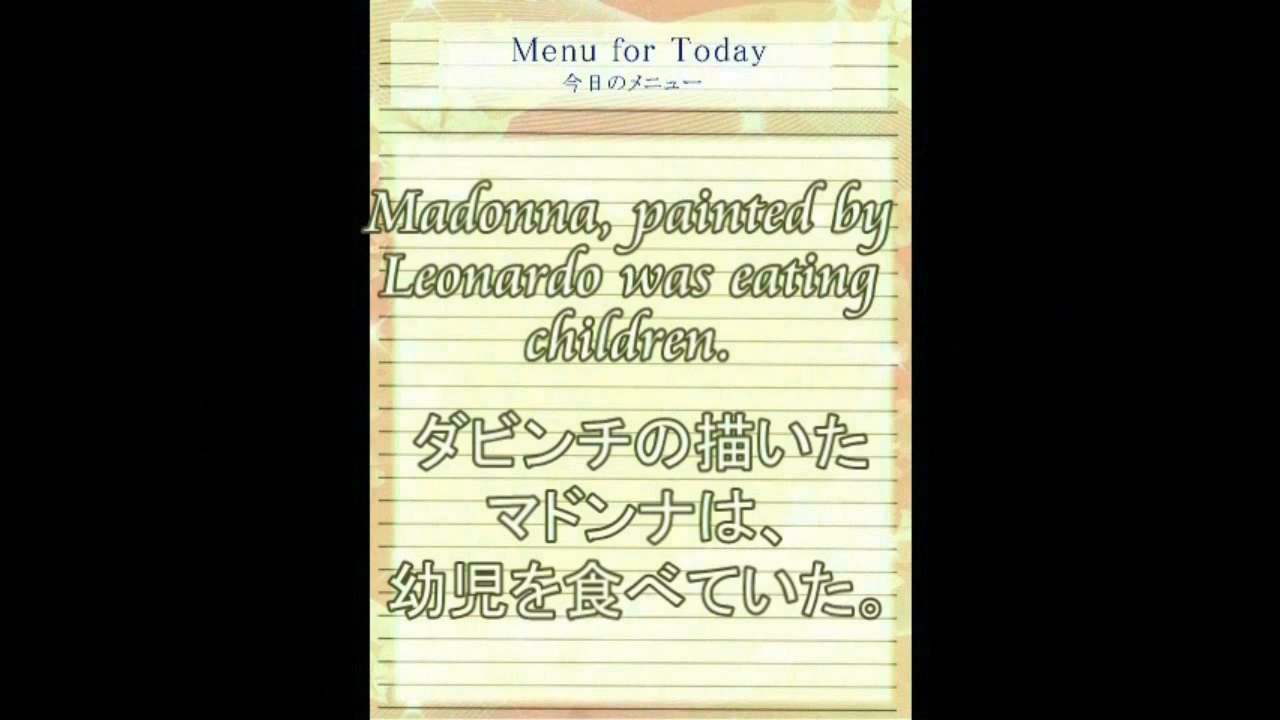 Menu for Today
今日のメニュー
Madonna, painted by
Leonardo was eating
children.
ダビンチの描いた
マドンナは、
幼児を食べていた。